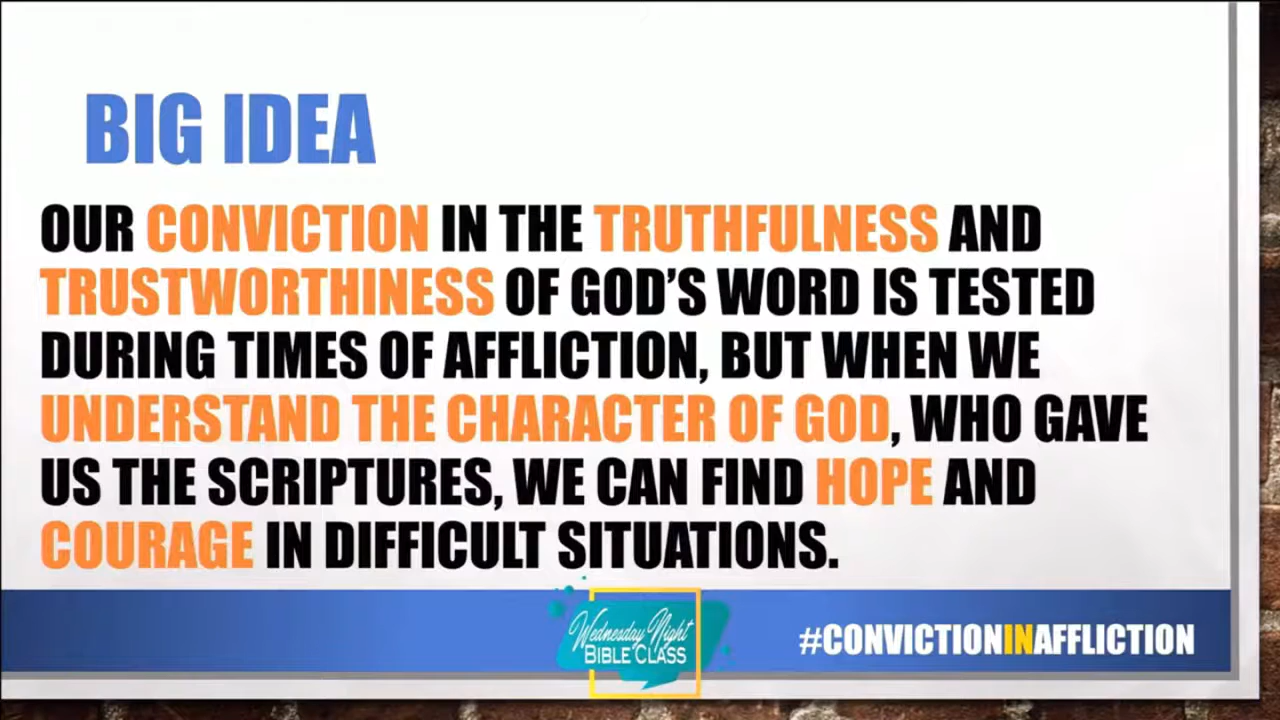 BIG IDEA
OUR CONVICTION IN THE TRUTHFULNESS AND
TRUSTWORTHINESS OF GOD'S WORD IS TESTED
DURING TIMES OF AFFLICTION, BUT WHEN WE
UNDERSTAND THE CHARACTER OF GOD, WHO GAVE
US THE SCRIPTURES, WE CAN FIND HOPE AND
COURAGE IN DIFFICULT SITUATIONS.
Wednesday Night
BIBLE CLASS
#CONVICTIONINAFFLICTION